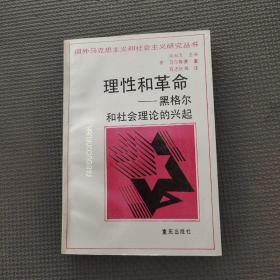 国外马克思主义和社会主义研究丛书
理性和革命
——黑格尔
和社会理论的兴起
重庆出版社